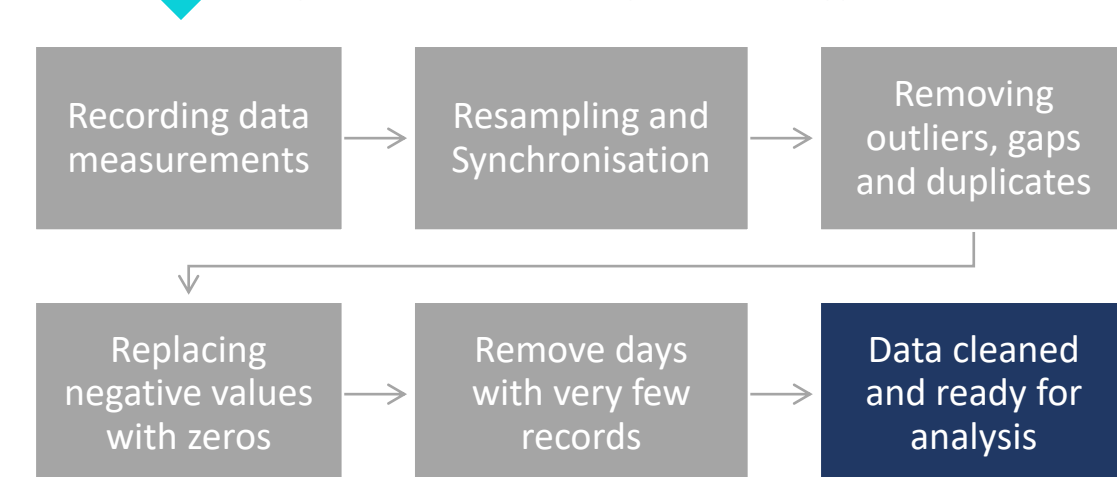 Recording data
measurements
Resampling and
Synchronisation
Removing
outliers, gaps
and duplicates
Replacing
negative values
with zeros
Remove days
with very few
records
Data cleaned
and ready for
analysis